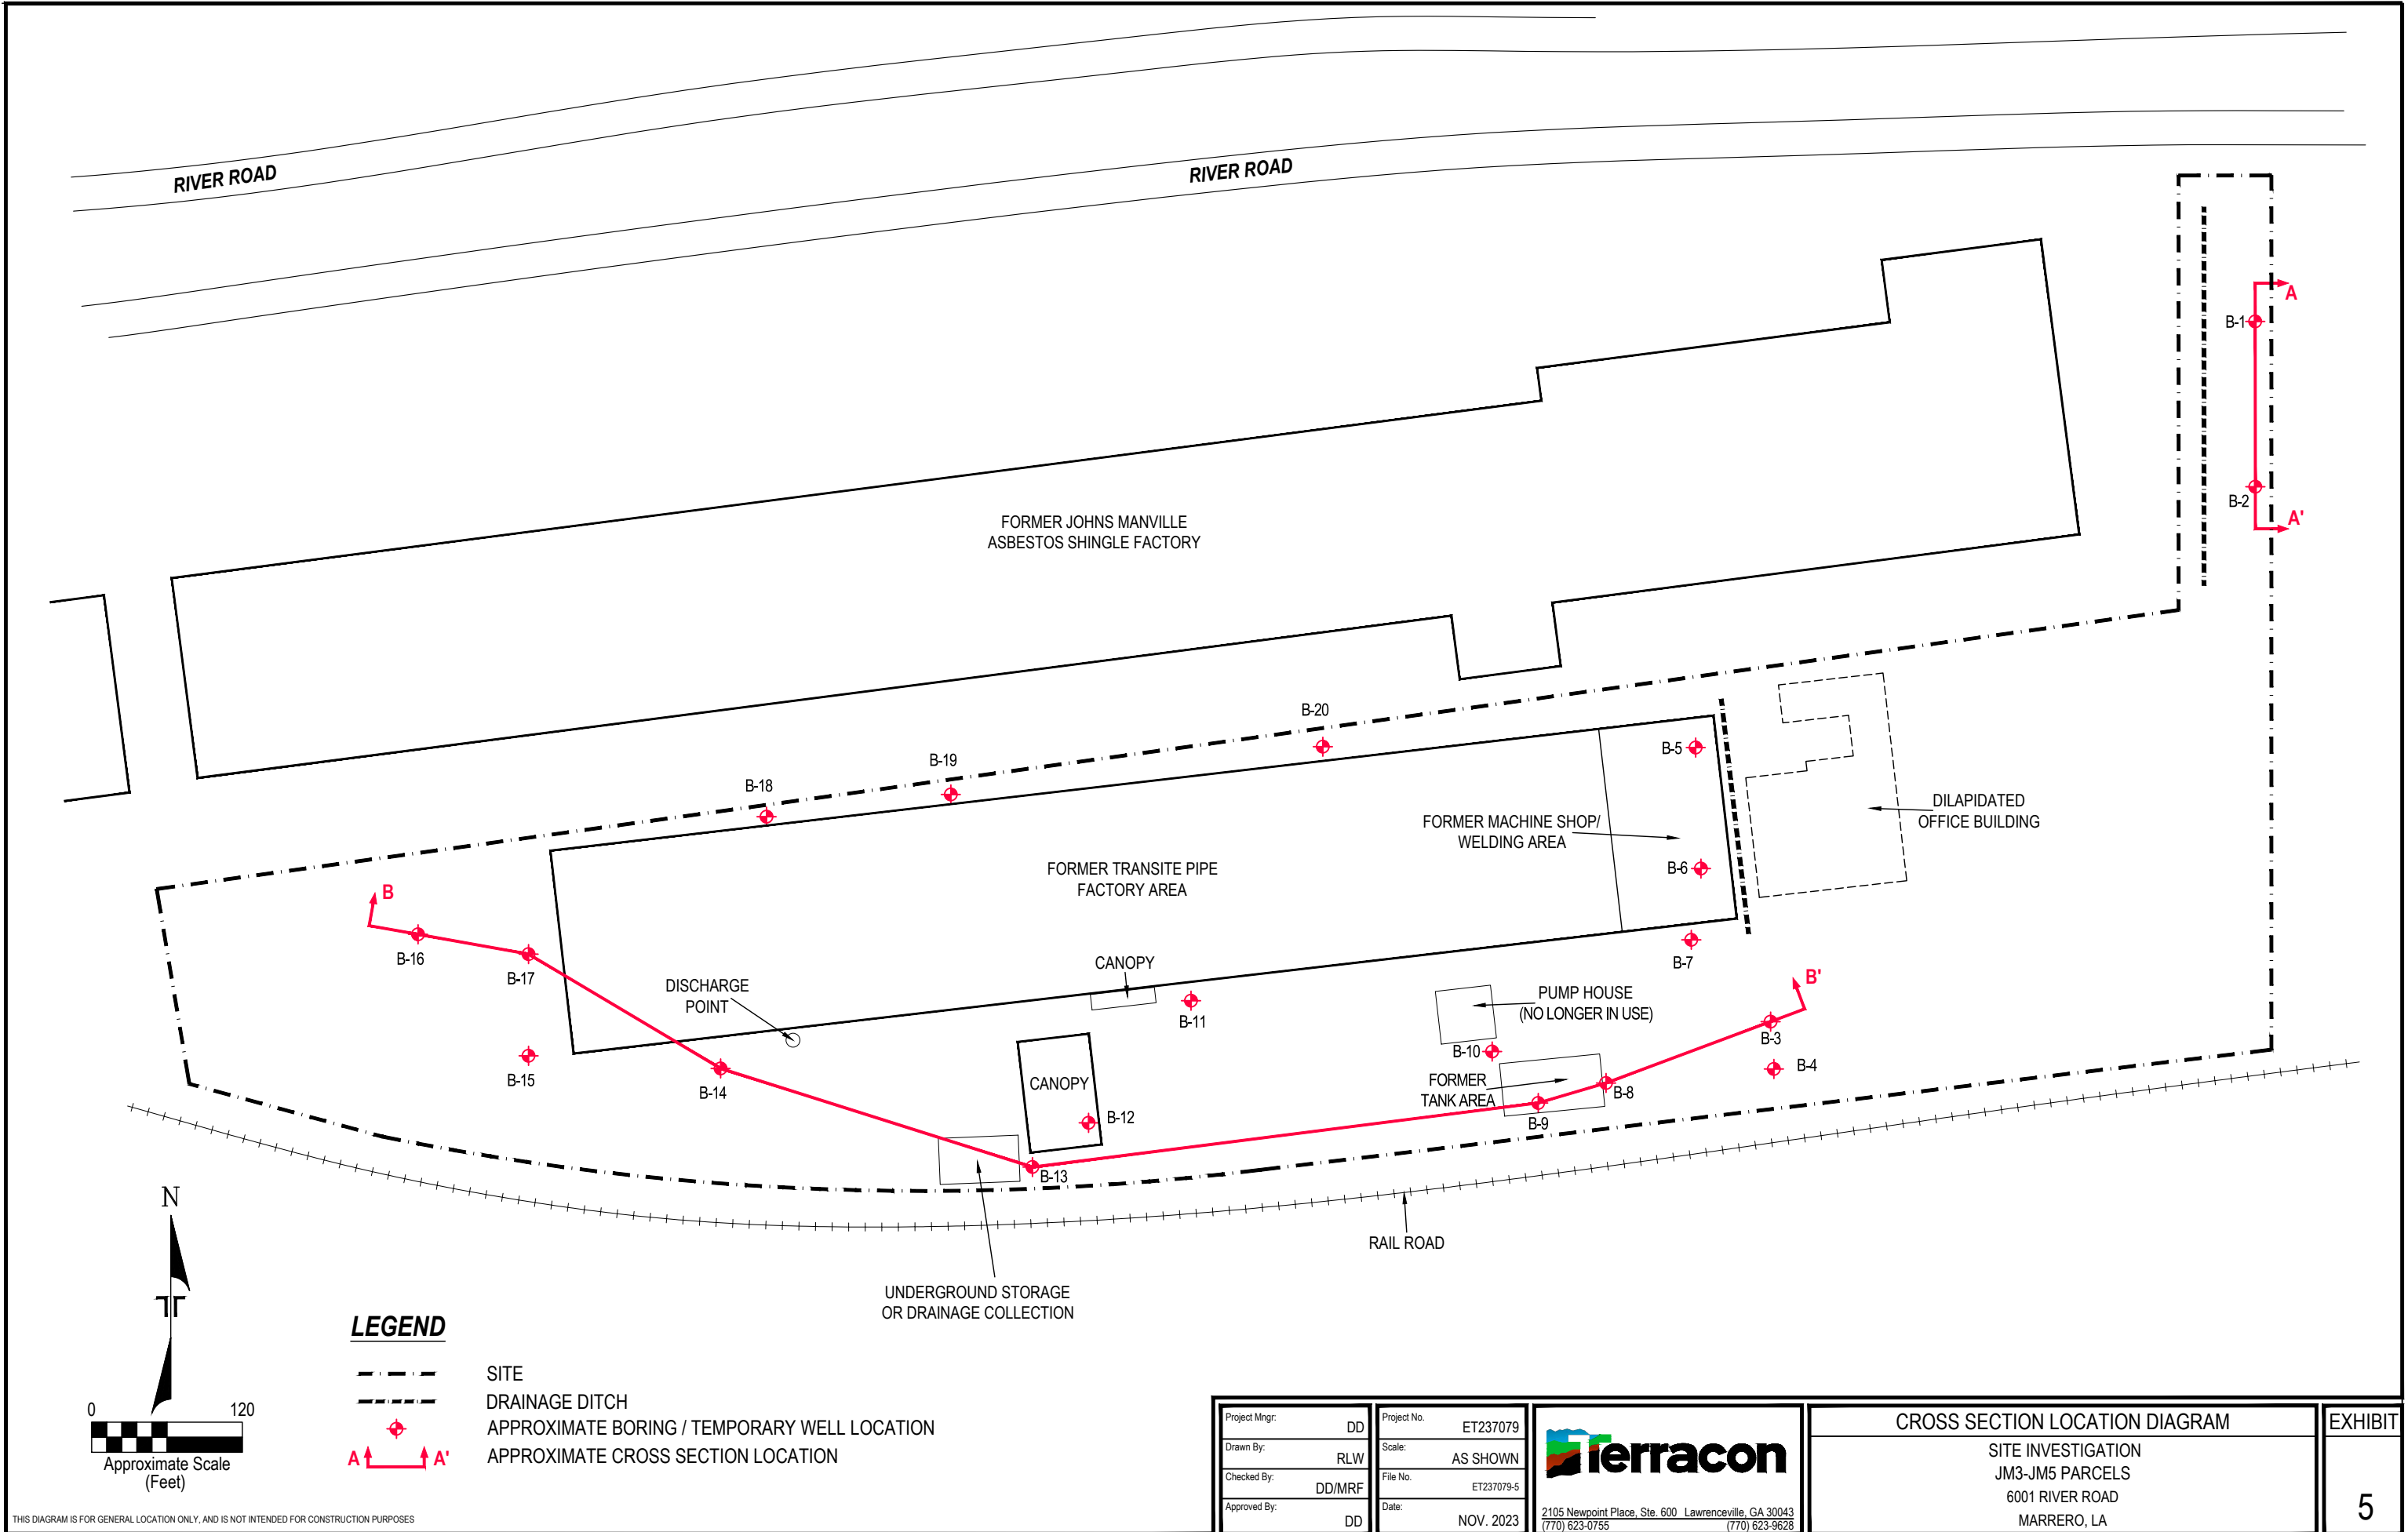 RIVER ROAD
RIVER ROAD
A
B-1
B-2
A'
FORMER JOHNS MANVILLE
ASBESTOS SHINGLE FACTORY
B-20
B-19
B-18
B-5
DILAPIDATED
OFFICE BUILDING
FORMER MACHINE SHOP/
WELDING AREA
B-6
FORMER TRANSITE PIPE
FACTORY AREA
B
B-16
B-17
B-7
CANOPY
DISCHARGE
POINT
B'
PUMP HOUSE
(NO LONGER IN USE)
B-11
B-3
B-10
B-4
B-15
B-14
CANOPY
FORMER
TANK AREA
B-8
B-12
B-9
B-13
RAIL ROAD
UNDERGROUND STORAGE
OR DRAINAGE COLLECTION
N
0 120
Approximate Scale
(Feet)
LEGEND
SITE
DRAINAGE DITCH
APPROXIMATE BORING / TEMPORARY WELL LOCATION
A A' APPROXIMATE CROSS SECTION LOCATION
THIS DIAGRAM IS FOR GENERAL LOCATION ONLY, AND IS NOT INTENDED FOR CONSTRUCTION PURPOSES
Project Mngr: DD
Drawn By: RLW
Checked By: DD/MRF
Approved By: DD
Project No. ET237079
Scale: AS SHOWN
File No. ET237079-5
Date: NOV. 2023
Terracon
2105 Newpoint Place, Ste. 600 Lawrenceville, GA 30043
(770) 623-0755 (770) 623-9628
CROSS SECTION LOCATION DIAGRAM
SITE INVESTIGATION
JM3-JM5 PARCELS
6001 RIVER ROAD
MARRERO, LA
EXHIBIT
5